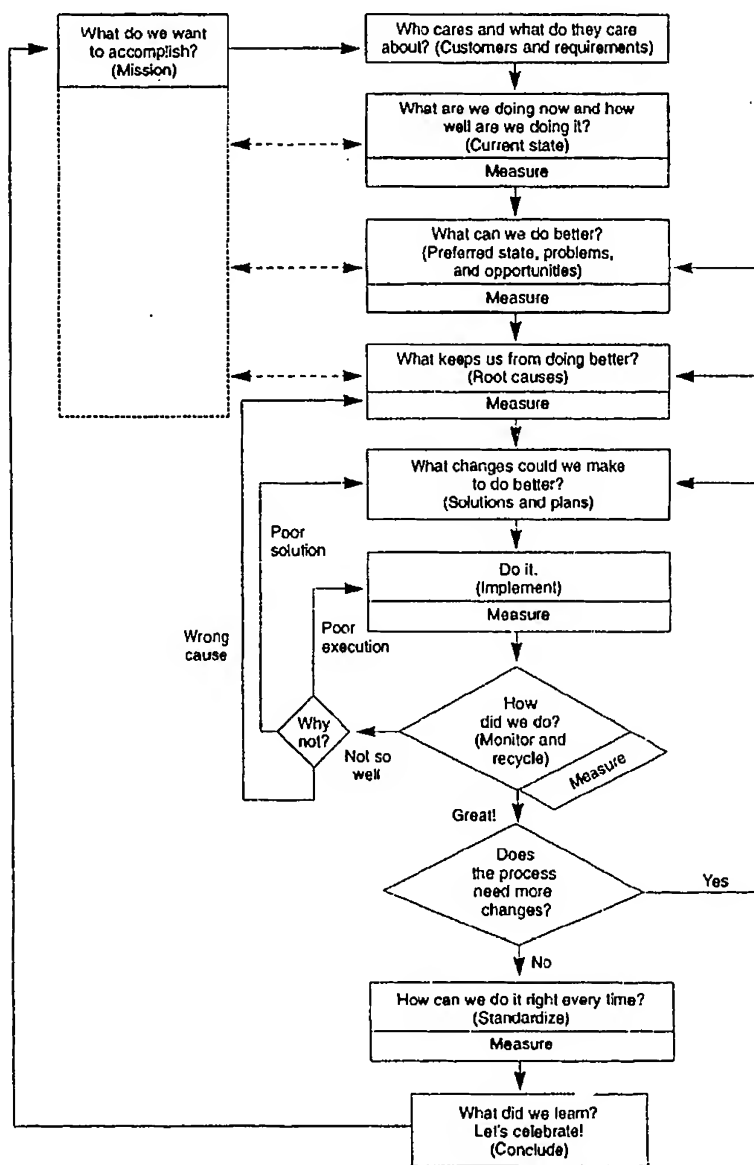 What do we want
to accomplish?
(Mission)
Who cares and what do they care
about? (Customers and requirements)
What are we doing now and how
well are we doing it?
(Current state)
Measure
What can we do better?
(Preferred state, problems,
and opportunities)
Measure
What keeps us from doing better?
(Root causes)
Measure
What changes could we make
to do better?
(Solutions and plans)
Poor
solution
Do it.
(Implement)
Measure
Wrong
cause
Poor
execution
How
did we do?
(Monitor and
recycle)
Measure
Why
not?
Not so
well
Great!
Does
the process
need more
changes?
Yes
No
How can we do it right every time?
(Standardize)
Measure
What did we learn?
Let's celebrate!
(Conclude)